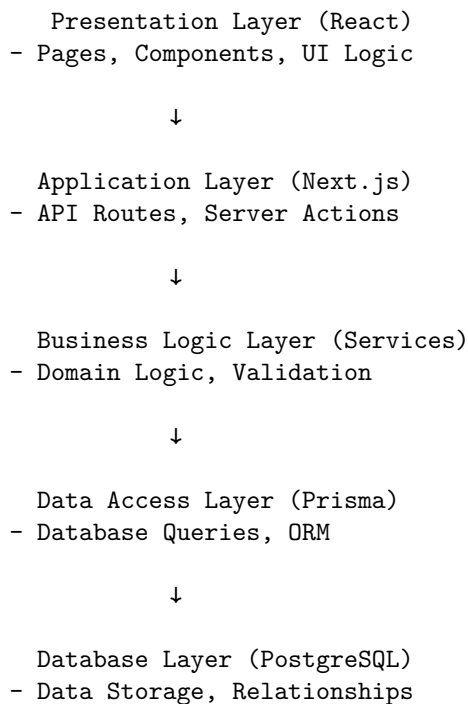 Presentation Layer (React)
- Pages, Components, UI Logic
↓
Application Layer (Next.js)
- API Routes, Server Actions
↓
Business Logic Layer (Services)
- Domain Logic, Validation
↓
Data Access Layer (Prisma)
- Database Queries, ORM
↓
Database Layer (PostgreSQL)
- Data Storage, Relationships